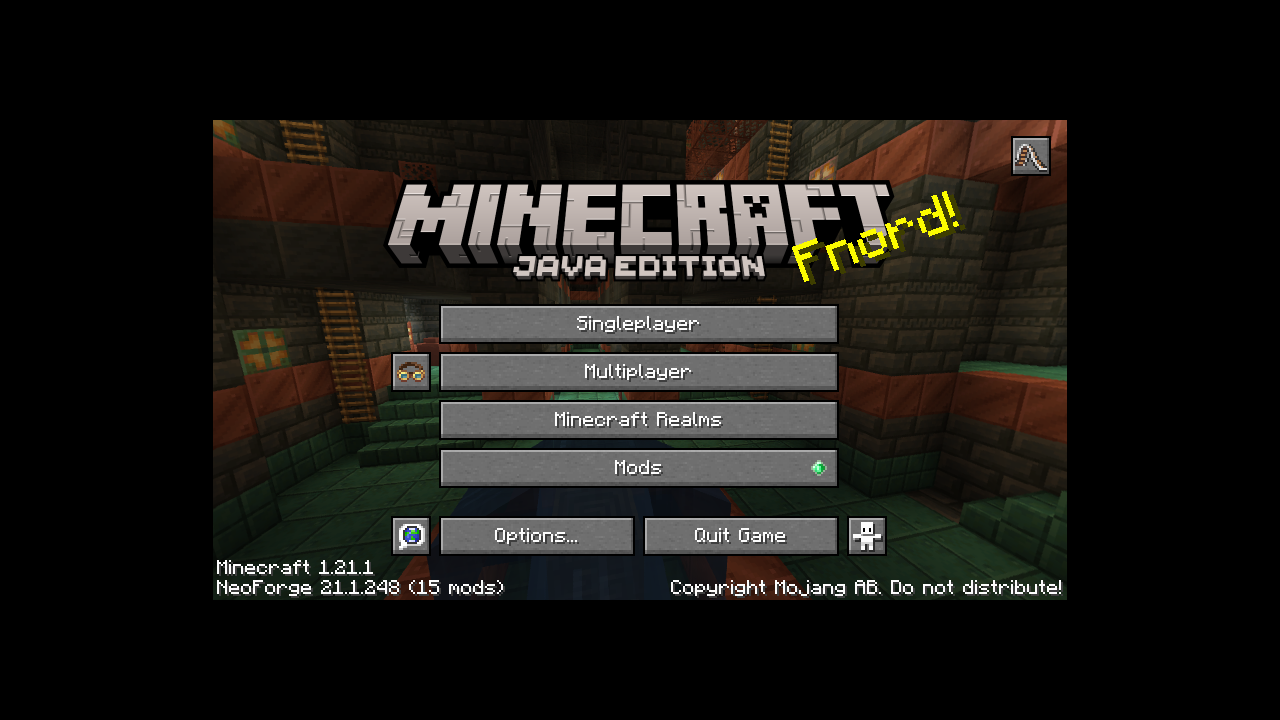 MINECRAFT
JAVA EDITION
Fnord!
Singleplayer
Multiplayer
Minecraft Realms
Mods
Options...
Quit Game
Minecraft 1.21.1
NeoForge 21.1.248 (15 mods)
Copyright Mojang AB. Do not distribute!